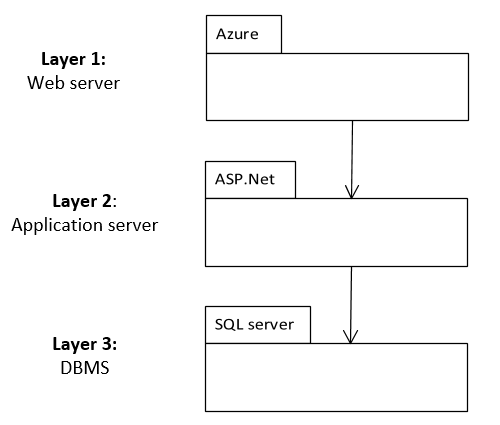 Azure
Layer 1:
Web server
ASP.Net
Layer 2:
Application server
SQL server
Layer 3:
DBMS